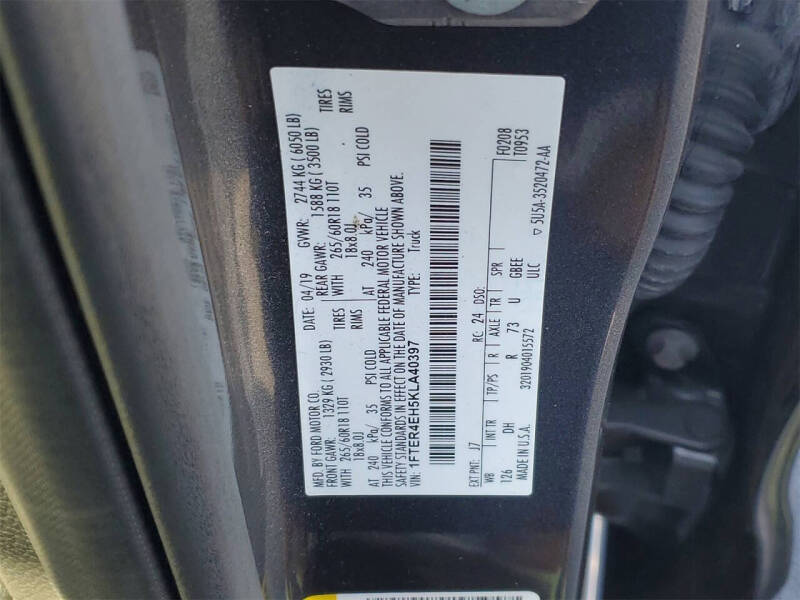 MFD. BY FORD MOTOR CO.
DATE: 04/19 GVWR: 2744 KG ( 6050 LB)
FRONT GAWR: 1329 KG ( 2930 LB) REAR GAWR: 1588 KG ( 3500 LB)
WITH 265/60R18 110T TIRES WITH 265/60R18 110T TIRES
18x8.0J RIMS 18x8.0J RIMS
AT 240 kPa/ 35 PSI COLD AT 240 kPa/ 35 PSI COLD
THIS VEHICLE CONFORMS TO ALL APPLICABLE FEDERAL MOTOR VEHICLE
SAFETY STANDARDS IN EFFECT ON THE DATE OF MANUFACTURE SHOWN ABOVE.
VIN: 1FTER4EH5KLA40397 TYPE: Truck
EXT PNT: J7 RC: 24 DSO: F0208
T0953
WB INT TR TP/PS R AXLE TR SPR
126 DH R 73 U GBEE
ULC
MADE IN U.S.A. 3201904015572 5U5A-3520472-AA